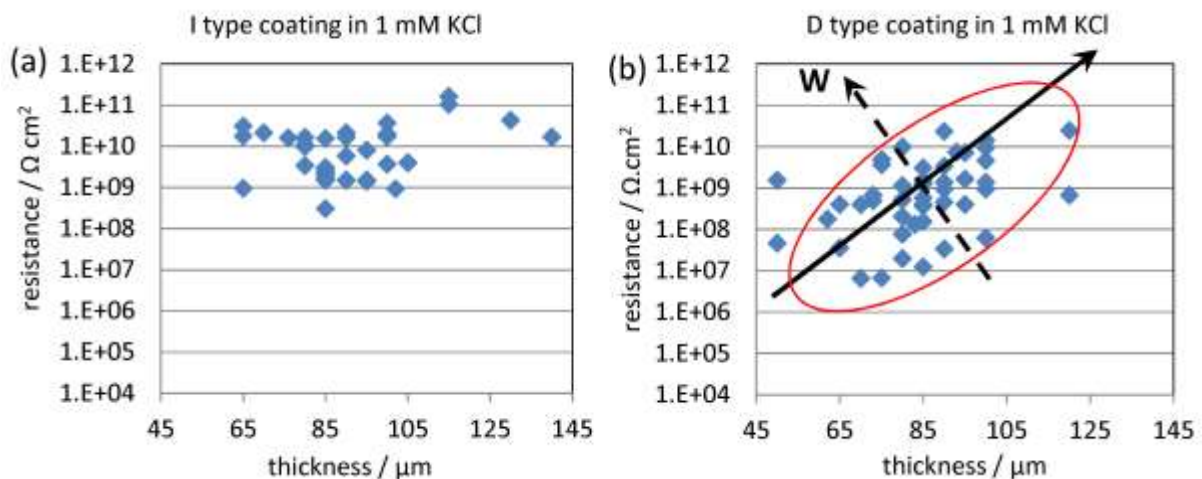 I type coating in 1 mM KCl
(a)
1.E+12
1.E+11
1.E+10
1.E+09
1.E+08
1.E+07
1.E+06
1.E+05
1.E+04
resistance / Ω cm²
45 65 85 105 125 145
thickness / μm
D type coating in 1 mM KCl
(b)
W
1.E+12
1.E+11
1.E+10
1.E+09
1.E+08
1.E+07
1.E+06
1.E+05
1.E+04
resistance / Ω.cm²
45 65 85 105 125 145
thickness / μm